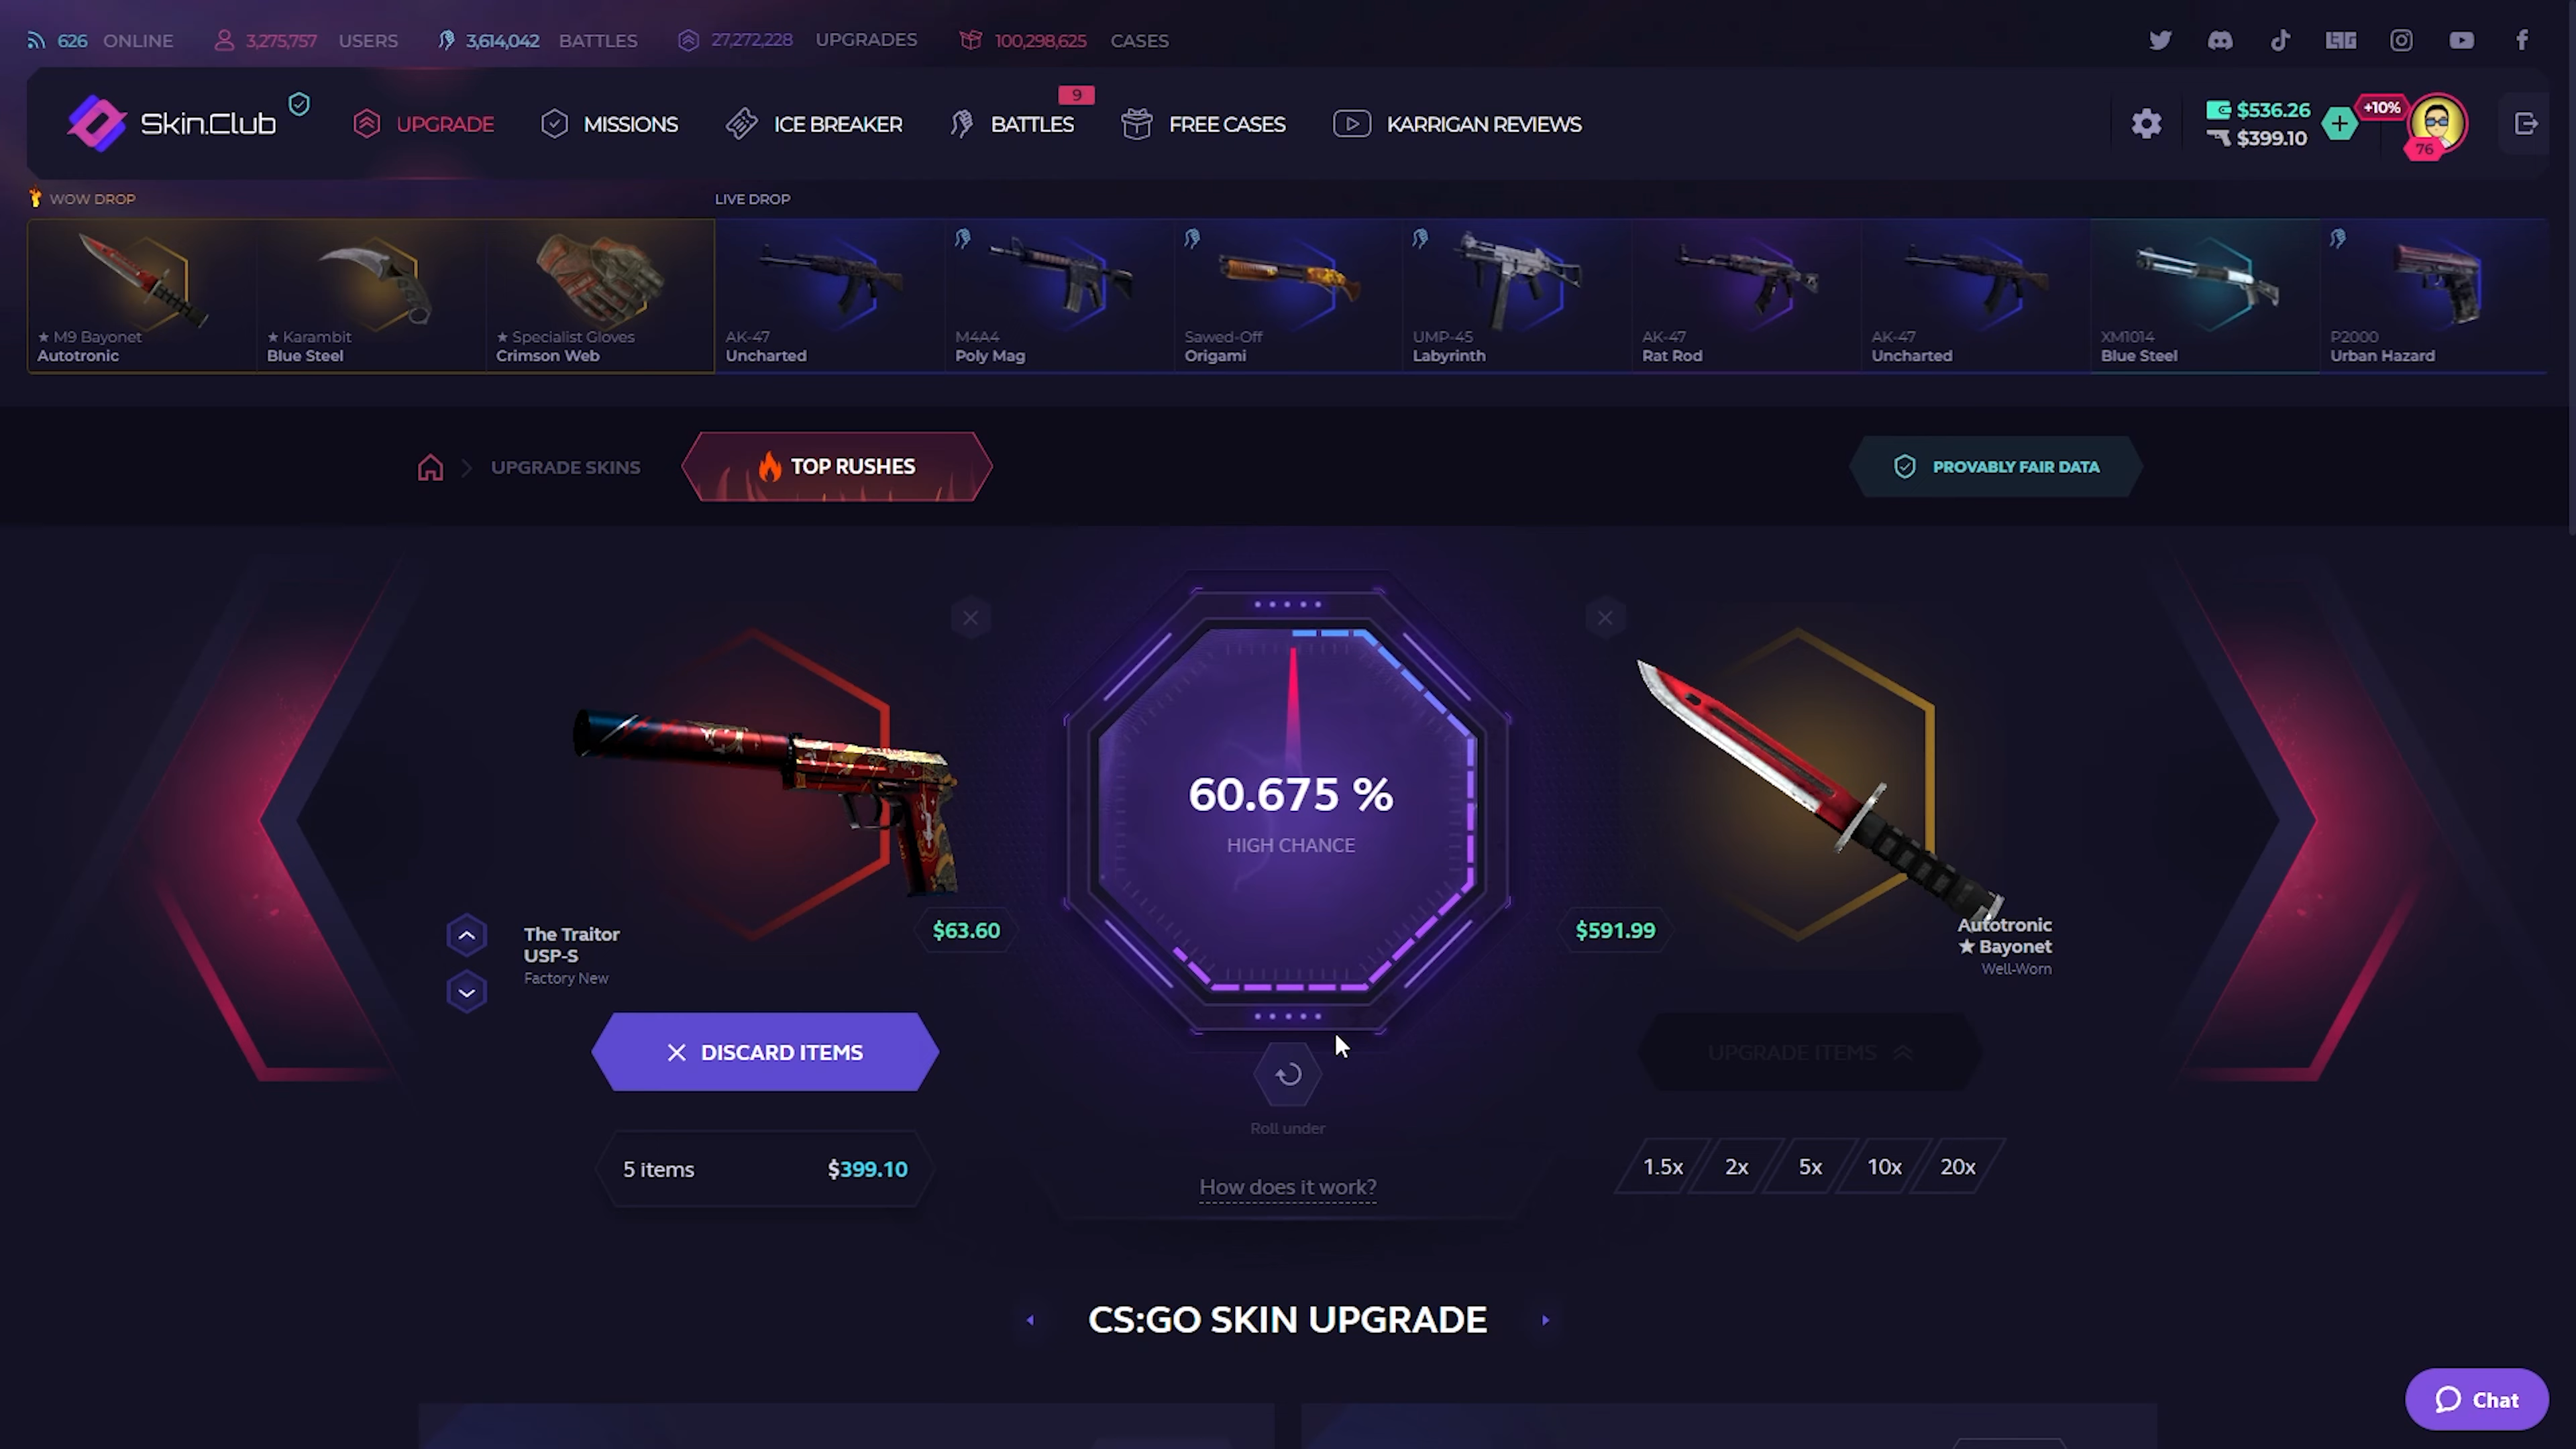 626 ONLINE 3,275,757 USERS 3,614,042 BATTLES 27,272,228 UPGRADES 100,298,625 CASES
Skin.Club UPGRADE MISSIONS ICE BREAKER 9 BATTLES FREE CASES KARRIGAN REVIEWS $536.26 +10%
$399.10 76
WOW DROP LIVE DROP
★ M9 Bayonet ★ Karambit ★ Specialist Gloves AK-47 M4A4 Sawed-Off UMP-45 AK-47 AK-47 XM1014 P2000
Autotronic Blue Steel Crimson Web Uncharted Poly Mag Origami Labyrinth Rat Rod Uncharted Blue Steel Urban Hazard
UPGRADE SKINS TOP RUSHES PROVABLY FAIR DATA
60.675 %
HIGH CHANCE
The Traitor $63.60 $591.99 Autotronic
USP-S ★ Bayonet
Factory New Well-Worn
DISCARD ITEMS UPGRADE ITEMS
Roll under
5 items $399.10 1.5x 2x 5x 10x 20x
How does it work?
CS:GO SKIN UPGRADE
Chat